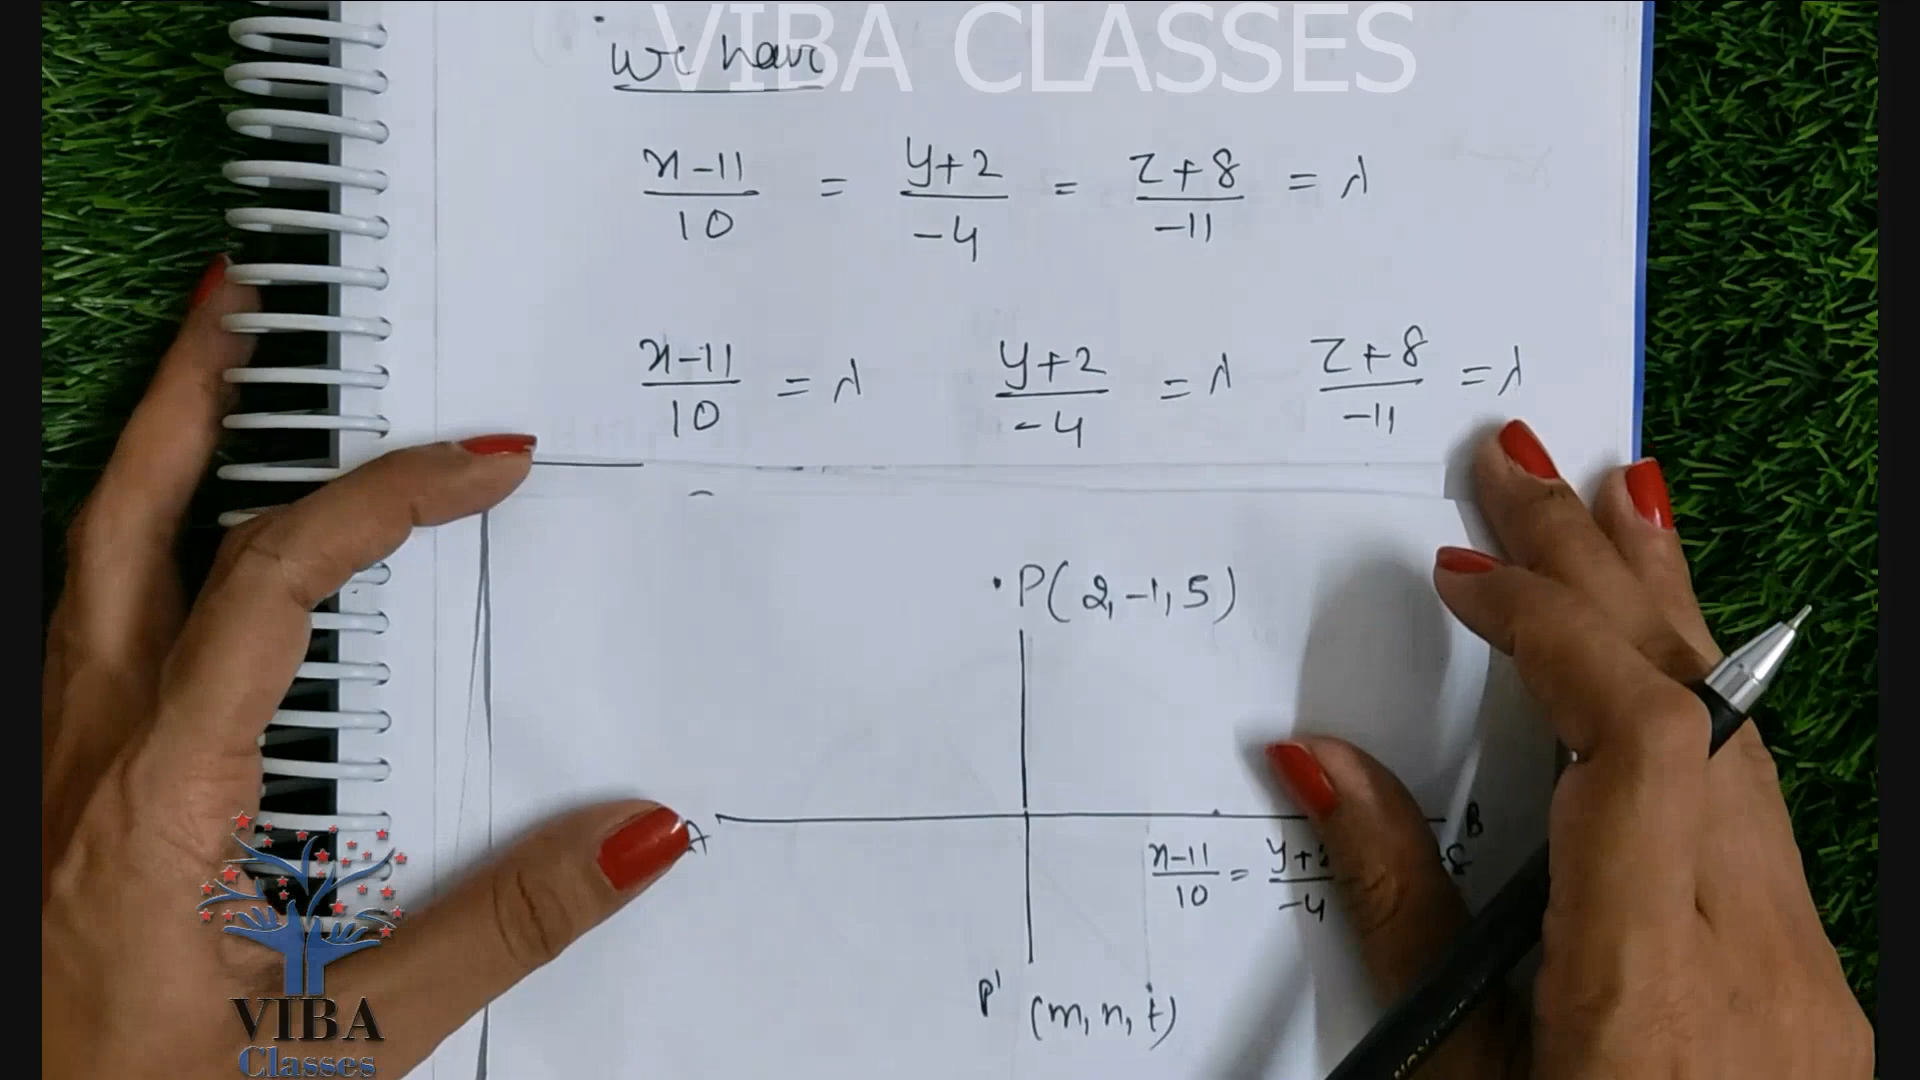 VIBA CLASSES
We have
x-11/10 = y+2/-4 = z+8/-11 = λ
x-11/10 = λ y+2/-4 = λ z+8/-11 = λ
P(2,-1,5)
A B
x-11/10 = y+2/-4
P' (m, n, t)
VIBA
Classes